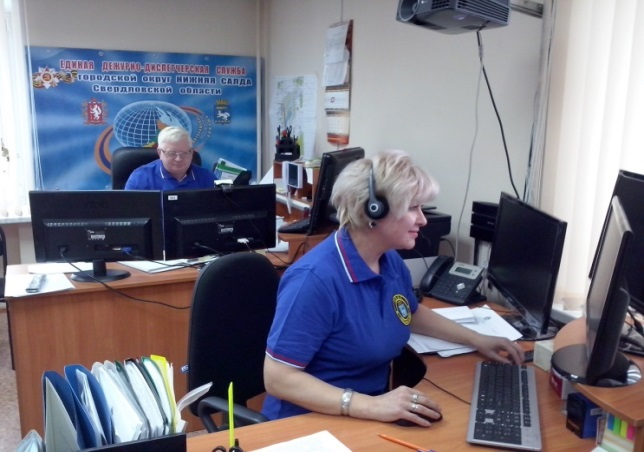 ЕДИНАЯ ДЕЖУРНО-ДИСПЕТЧЕРСКАЯ СЛУЖБА
ГОРОДСКОЙ ОКРУГ НИЖНЯЯ САЛДА
Свердловской области